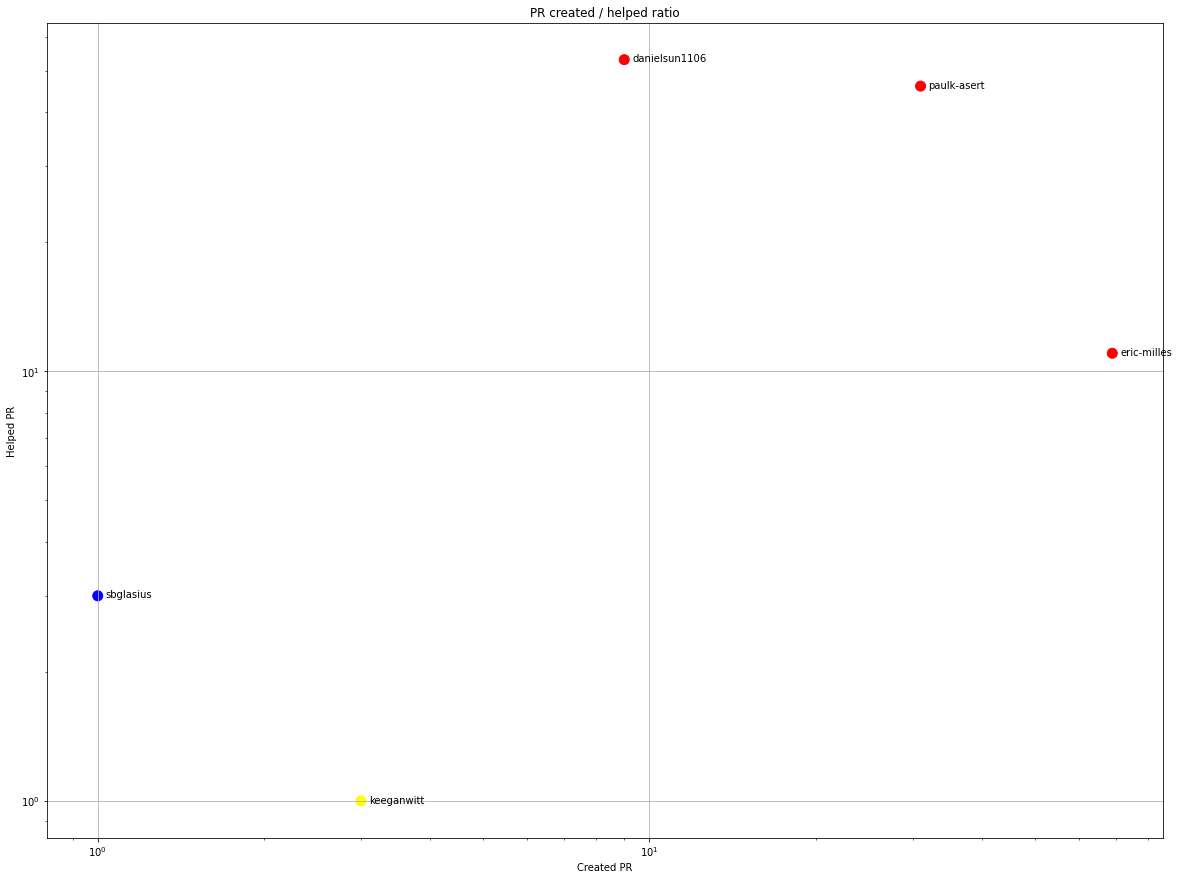 PR created / helped ratio
danielsun1106
paulk-asert
eric-milles
10¹
Helped PR
sbglasius
10⁰
keeganwitt
10⁰
10¹
Created PR